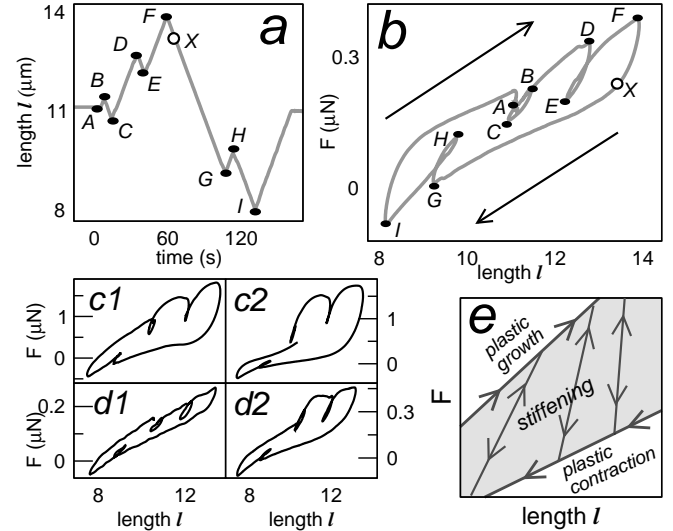 14
11
8
length l (μm)
a
A
B
C
D
E
F
X
G
H
I
0
60
120
time (s)
b
0.3
0
F (μN)
A
B
C
D
E
F
X
G
H
I
8
10
12
14
length l
c1
c2
1
0
F (μN)
1
0
d1
d2
0.2
0
F (μN)
0.3
0
8
12
8
12
length l
length l
e
plastic
growth
stiffening
plastic
contraction
F
length l